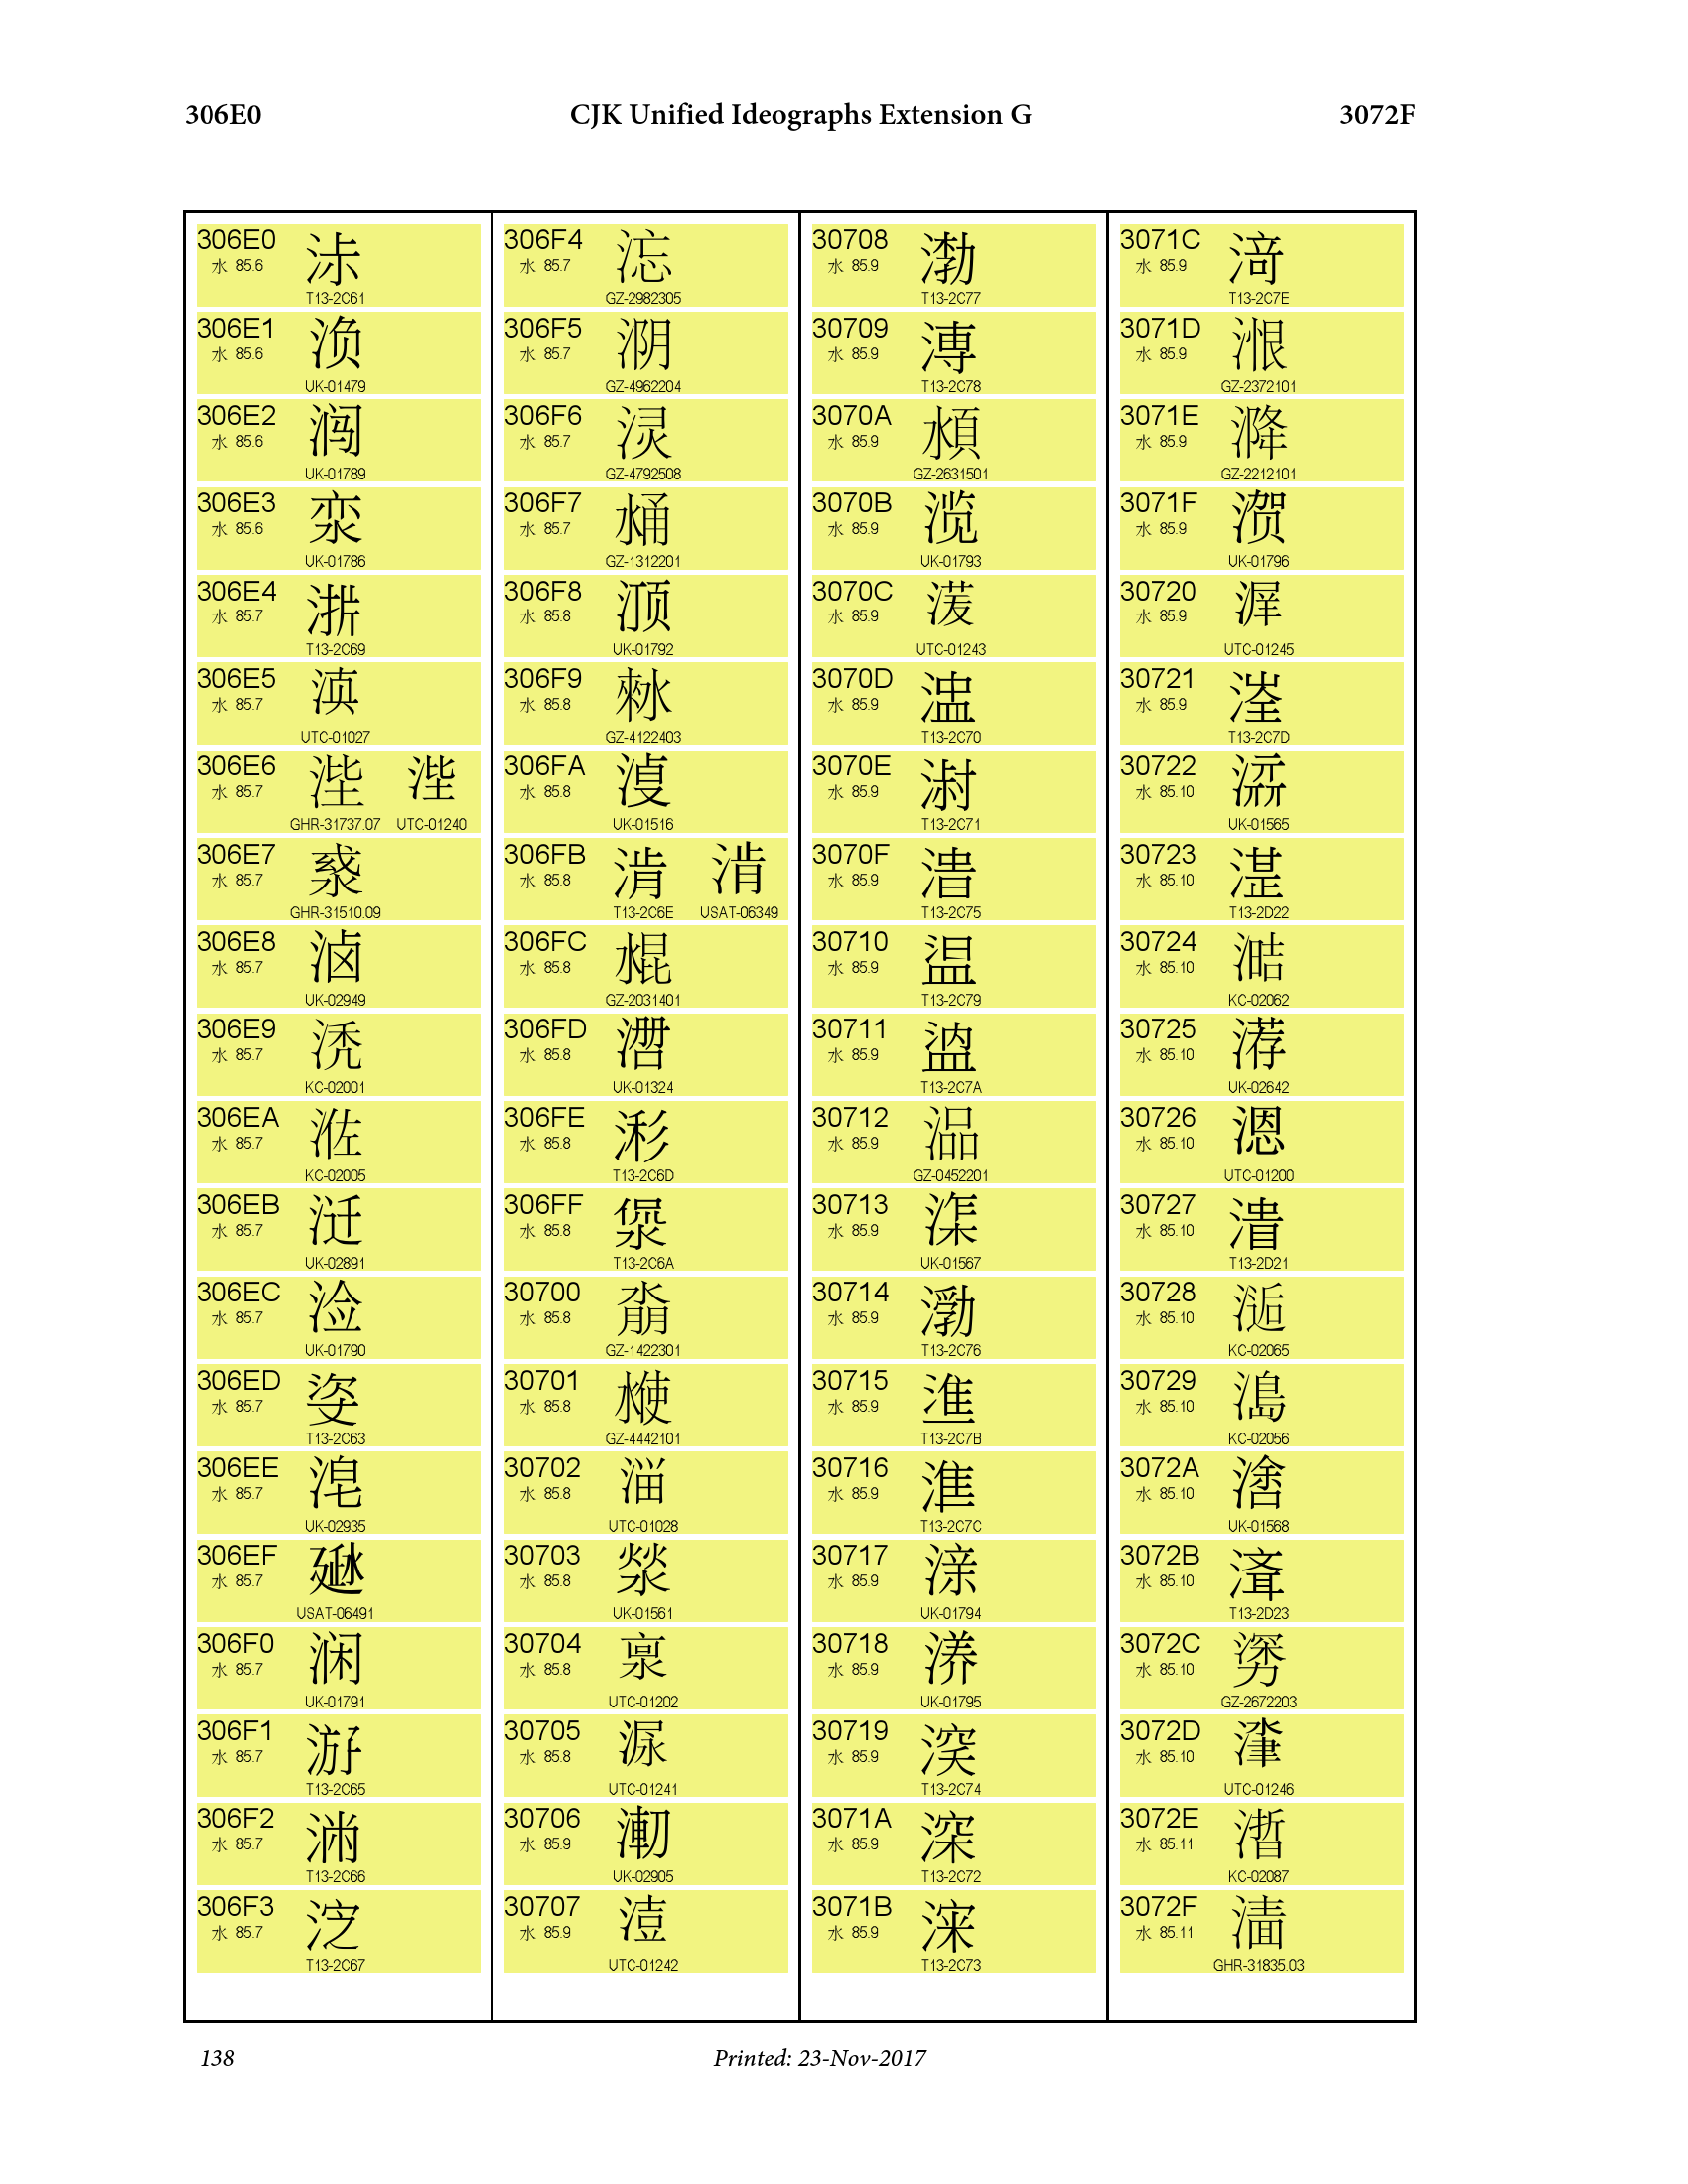 306E0 CJK Unified Ideographs Extension G 3072F
306E0
水 85.6
T13-2C61
306E1
水 85.6
UK-01479
306E2
水 85.6
UK-01789
306E3
水 85.6
UK-01786
306E4
水 85.7
T13-2C69
306E5
水 85.7
UTC-01027
306E6
水 85.7
GHR-31737.07 UTC-01240
306E7
水 85.7
GHR-31510.09
306E8
水 85.7
UK-02949
306E9
水 85.7
KC-02001
306EA
水 85.7
KC-02005
306EB
水 85.7
UK-02891
306EC
水 85.7
UK-01790
306ED
水 85.7
T13-2C63
306EE
水 85.7
UK-02935
306EF
水 85.7
USAT-06491
306F0
水 85.7
UK-01791
306F1
水 85.7
T13-2C65
306F2
水 85.7
T13-2C66
306F3
水 85.7
T13-2C67
306F4
水 85.7
GZ-2982305
306F5
水 85.7
GZ-4962204
306F6
水 85.7
GZ-4792508
306F7
水 85.7
GZ-1312201
306F8
水 85.8
UK-01792
306F9
水 85.8
GZ-4122403
306FA
水 85.8
UK-01516
306FB
水 85.8
T13-2C6E USAT-06349
306FC
水 85.8
GZ-2031401
306FD
水 85.8
UK-01324
306FE
水 85.8
T13-2C6D
306FF
水 85.8
T13-2C6A
30700
水 85.8
GZ-1422301
30701
水 85.8
GZ-4442101
30702
水 85.8
UTC-01028
30703
水 85.8
UK-01561
30704
水 85.8
UTC-01202
30705
水 85.8
UTC-01241
30706
水 85.9
UK-02905
30707
水 85.9
UTC-01242
30708
水 85.9
T13-2C77
30709
水 85.9
T13-2C78
3070A
水 85.9
GZ-2631501
3070B
水 85.9
UK-01793
3070C
水 85.9
UTC-01243
3070D
水 85.9
T13-2C70
3070E
水 85.9
T13-2C71
3070F
水 85.9
T13-2C75
30710
水 85.9
T13-2C79
30711
水 85.9
T13-2C7A
30712
水 85.9
GZ-0452201
30713
水 85.9
UK-01567
30714
水 85.9
T13-2C76
30715
水 85.9
T13-2C7B
30716
水 85.9
T13-2C7C
30717
水 85.9
UK-01794
30718
水 85.9
UK-01795
30719
水 85.9
T13-2C74
3071A
水 85.9
T13-2C72
3071B
水 85.9
T13-2C73
3071C
水 85.9
T13-2C7E
3071D
水 85.9
GZ-2372101
3071E
水 85.9
GZ-2212101
3071F
水 85.9
UK-01796
30720
水 85.9
UTC-01245
30721
水 85.9
T13-2C7D
30722
水 85.10
UK-01565
30723
水 85.10
T13-2D22
30724
水 85.10
KC-02062
30725
水 85.10
UK-02642
30726
水 85.10
UTC-01200
30727
水 85.10
T13-2D21
30728
水 85.10
KC-02065
30729
水 85.10
KC-02056
3072A
水 85.10
UK-01568
3072B
水 85.10
T13-2D23
3072C
水 85.10
GZ-2672203
3072D
水 85.10
UTC-01246
3072E
水 85.11
KC-02087
3072F
水 85.11
GHR-31835.03
138 Printed: 23-Nov-2017